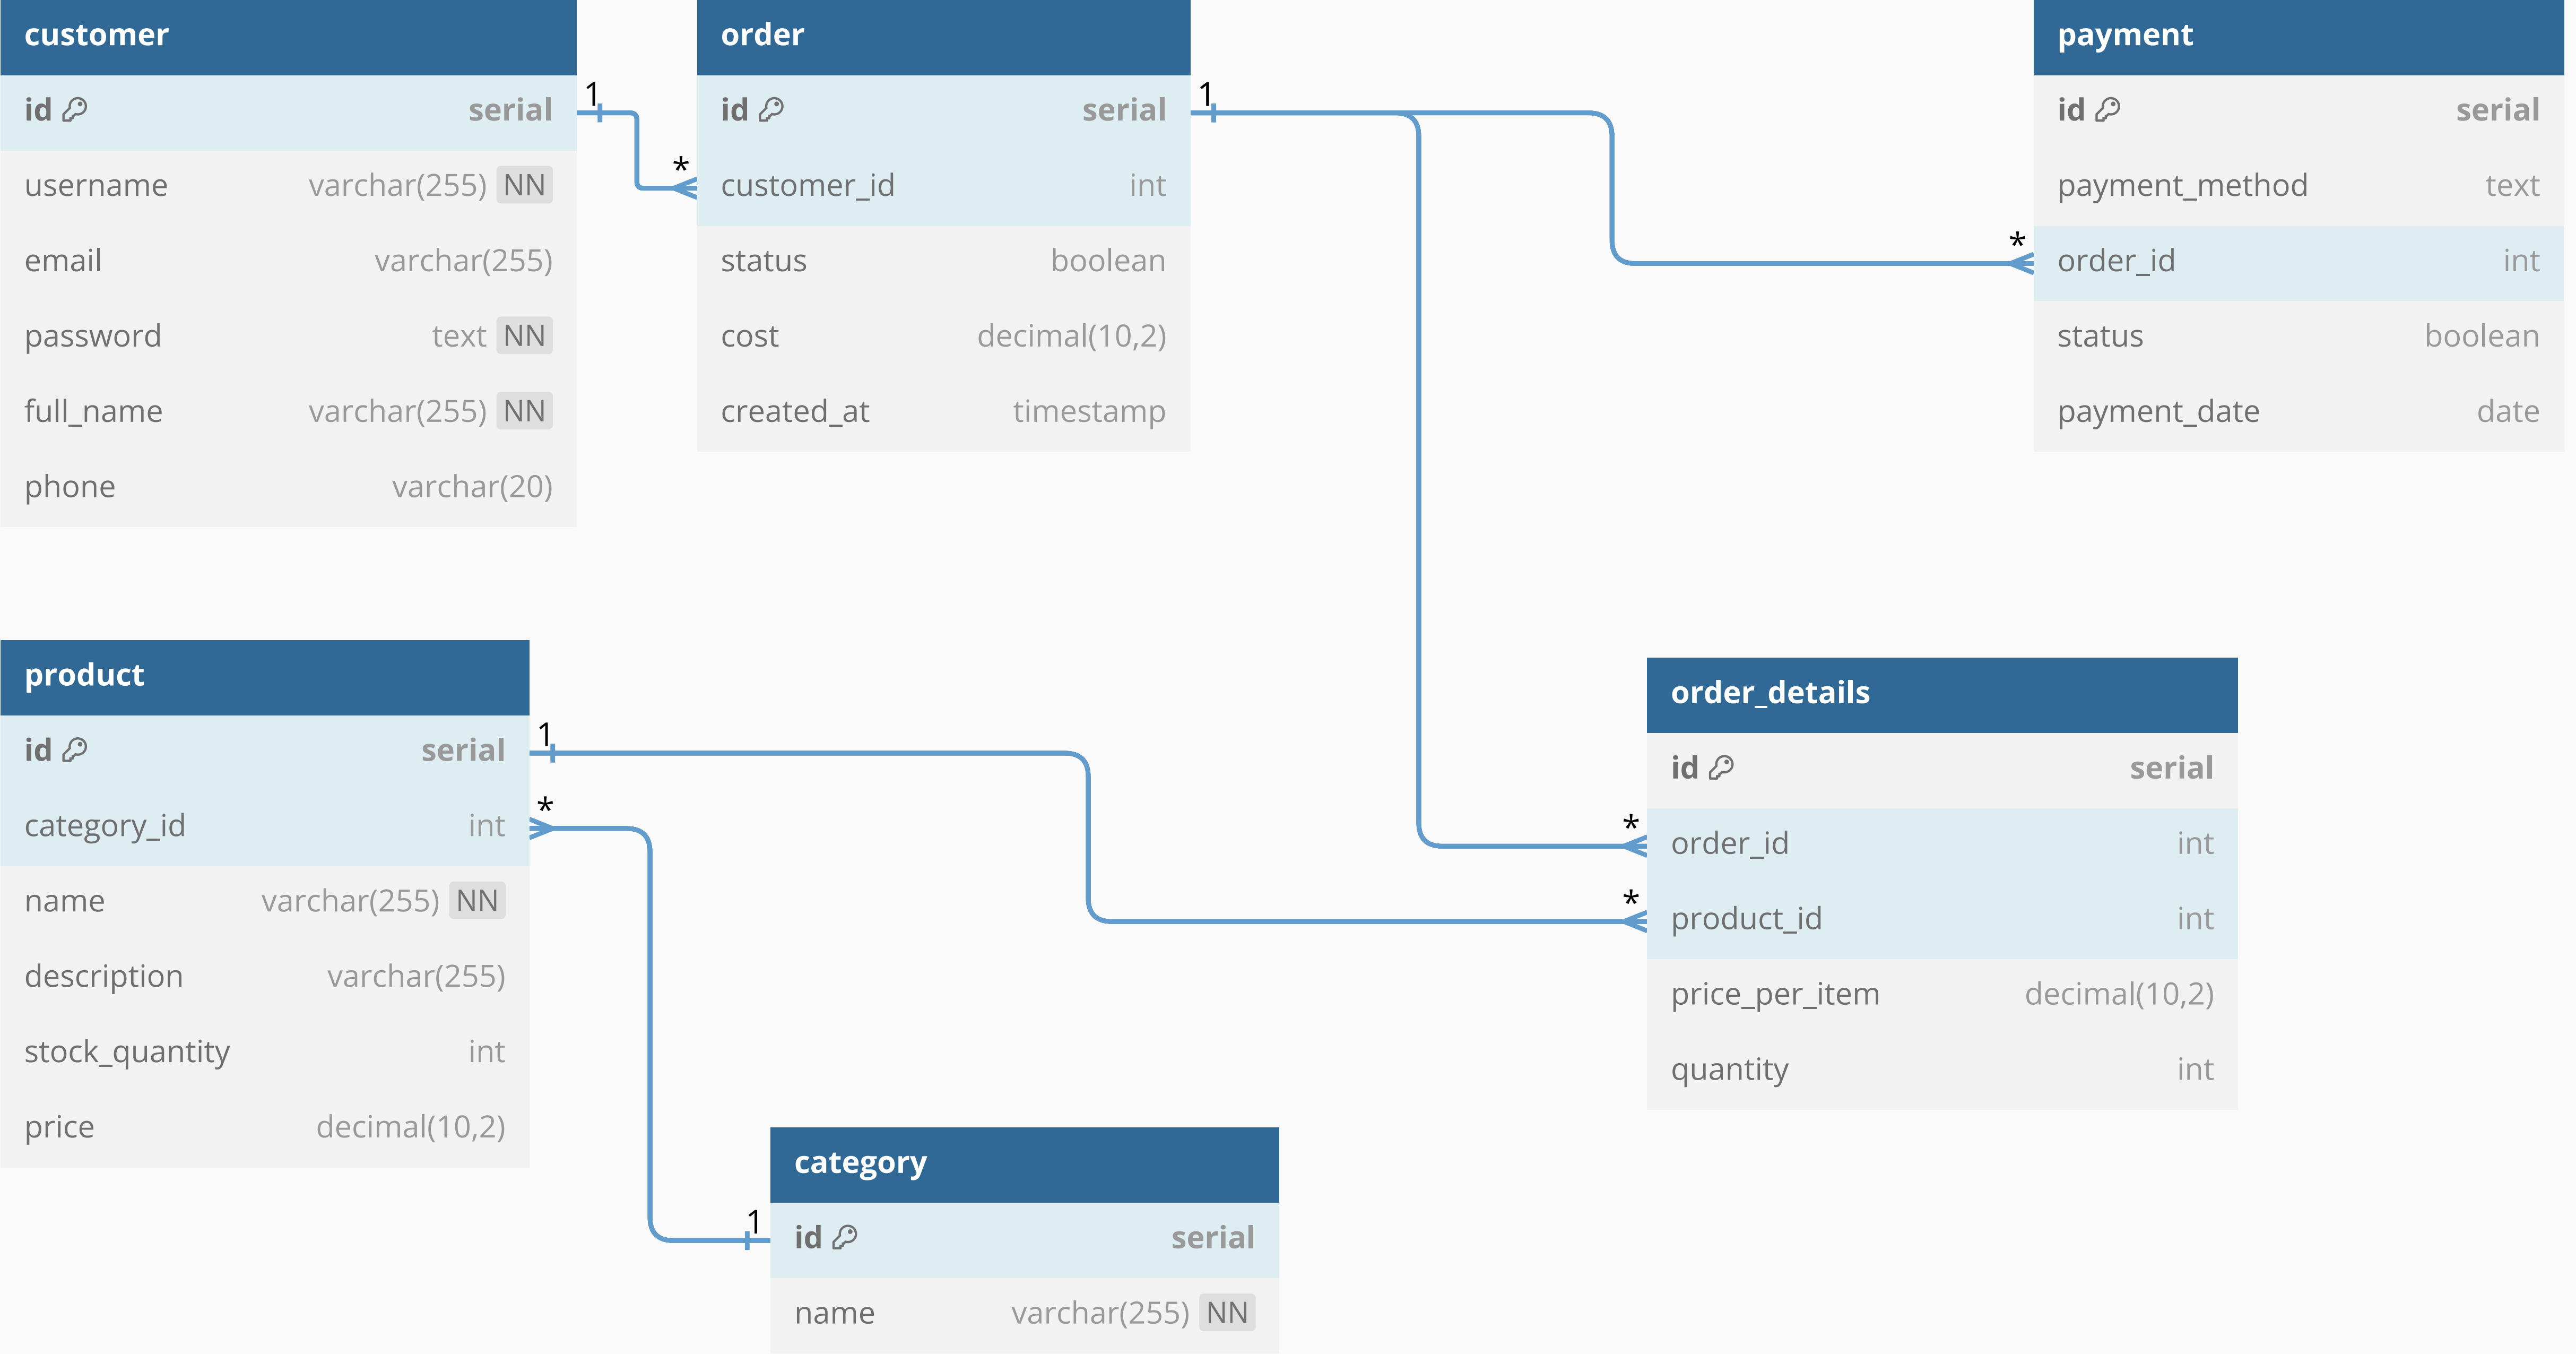 customer
id serial
username varchar(255) NN
email varchar(255)
password text NN
full_name varchar(255) NN
phone varchar(20)
1
*
order
id serial
customer_id int
status boolean
cost decimal(10,2)
created_at timestamp
1
*
payment
id serial
payment_method text
order_id int
status boolean
payment_date date
product
id serial
category_id int
name varchar(255) NN
description varchar(255)
stock_quantity int
price decimal(10,2)
1
*
1
category
id serial
name varchar(255) NN
*
*
order_details
id serial
order_id int
product_id int
price_per_item decimal(10,2)
quantity int